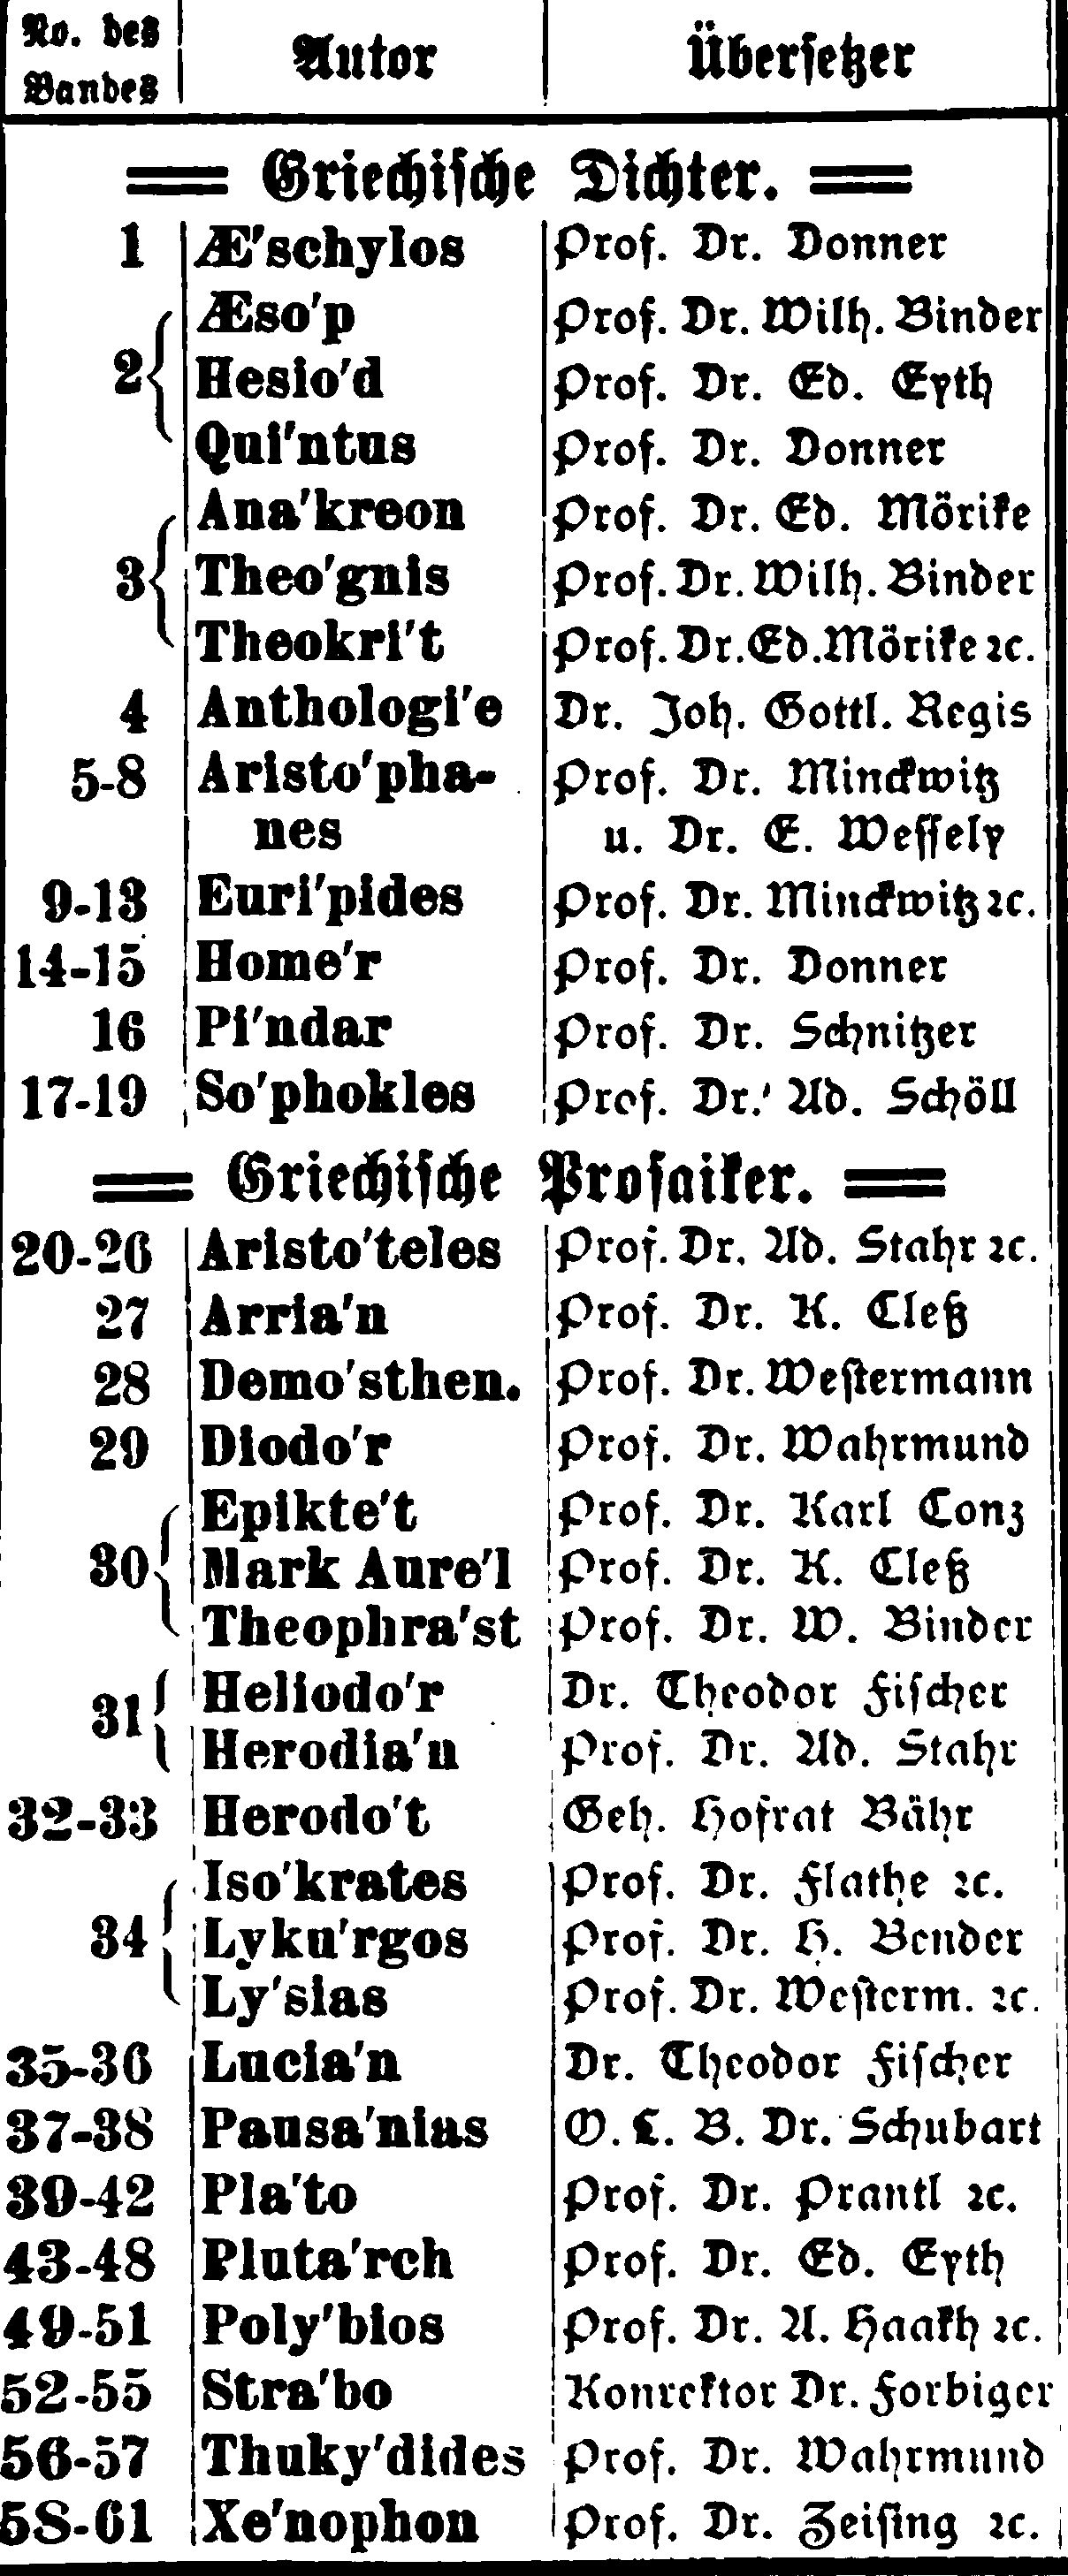 No. des Bandes | Autor | Übersetzer
Griechische Dichter.
1 Æ'schylos Prof. Dr. Donner
Æso'p Prof. Dr. Wilh. Binder
2 Hesio'd Prof. Dr. Ed. Eyth
Qui'ntus Prof. Dr. Donner
Ana'kreon Prof. Dr. Ed. Mörike
3 Theo'gnis Prof. Dr. Wilh. Binder
Theokri't Prof. Dr. Ed. Mörike ꝛc.
4 Anthologi'e Dr. Joh. Gottl. Regis
5-8 Aristo'pha- Prof. Dr. Minckwitz
nes u. Dr. E. Weſſely
9-13 Euri'pides Prof. Dr. Minckwitz ꝛc.
14-15 Home'r Prof. Dr. Donner
16 Pi'ndar Prof. Dr. Schnitzer
17-19 So'phokles Prof. Dr. Ad. Schöll
Griechiſche Proſaiker.
20-26 Aristo'teles Prof. Dr. Ad. Stahr ꝛc.
27 Arria'n Prof. Dr. K. Cleß
28 Demo'sthen. Prof. Dr. Weſtermann
29 Diodo'r Prof. Dr. Wahrmund
Epikte't Prof. Dr. Karl Conz
30 Mark Aure'l Prof. Dr. K. Cleß
Theophra'st Prof. Dr. W. Binder
31 Heliodo'r Dr. Theodor Fiſcher
Herodia'n Prof. Dr. Ad. Stahr
32-33 Herodo't Geh. Hofrat Bähr
Iso'krates Prof. Dr. Flathe ꝛc.
34 Lyku'rgos Prof. Dr. H. Bender
Ly'sias Prof. Dr. Weſterm. ꝛc.
35-36 Lucia'n Dr. Theodor Fiſcher
37-38 Pausa'nias O. L. B. Dr. Schubart
39-42 Pla'to Prof. Dr. Prantl ꝛc.
43-48 Pluta'rch Prof. Dr. Ed. Eyth
49-51 Poly'bios Prof. Dr. A. Haakh ꝛc.
52-55 Stra'bo Konrektor Dr. Forbiger
56-57 Thuky'dides Prof. Dr. Wahrmund
58-61 Xe'nophon Prof. Dr. Zeiſing ꝛc.